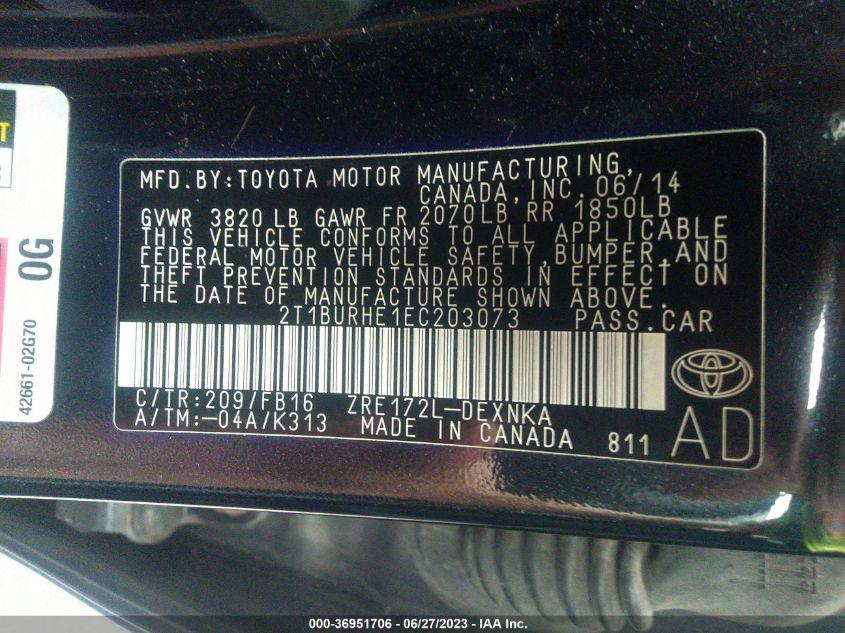 MFD.BY:TOYOTA MOTOR MANUFACTURING,
CANADA,INC.06/14
GVWR 3820 LB GAWR FR 2070LB RR 1850LB
THIS VEHICLE CONFORMS TO ALL APPLICABLE
FEDERAL MOTOR VEHICLE SAFETY,BUMPER,AND
THEFT PREVENTION STANDARDS IN EFFECT ON
THE DATE OF MANUFACTURE SHOWN ABOVE.
2T1BURHE1EC203073 PASS.CAR
C/TR:209/FB16 ZRE172L-DEXNKA
A/TM:-04A/K313 MADE IN CANADA 811
AD
0G
42661-02G70
000-36951706 - 06/27/2023 - IAA Inc.